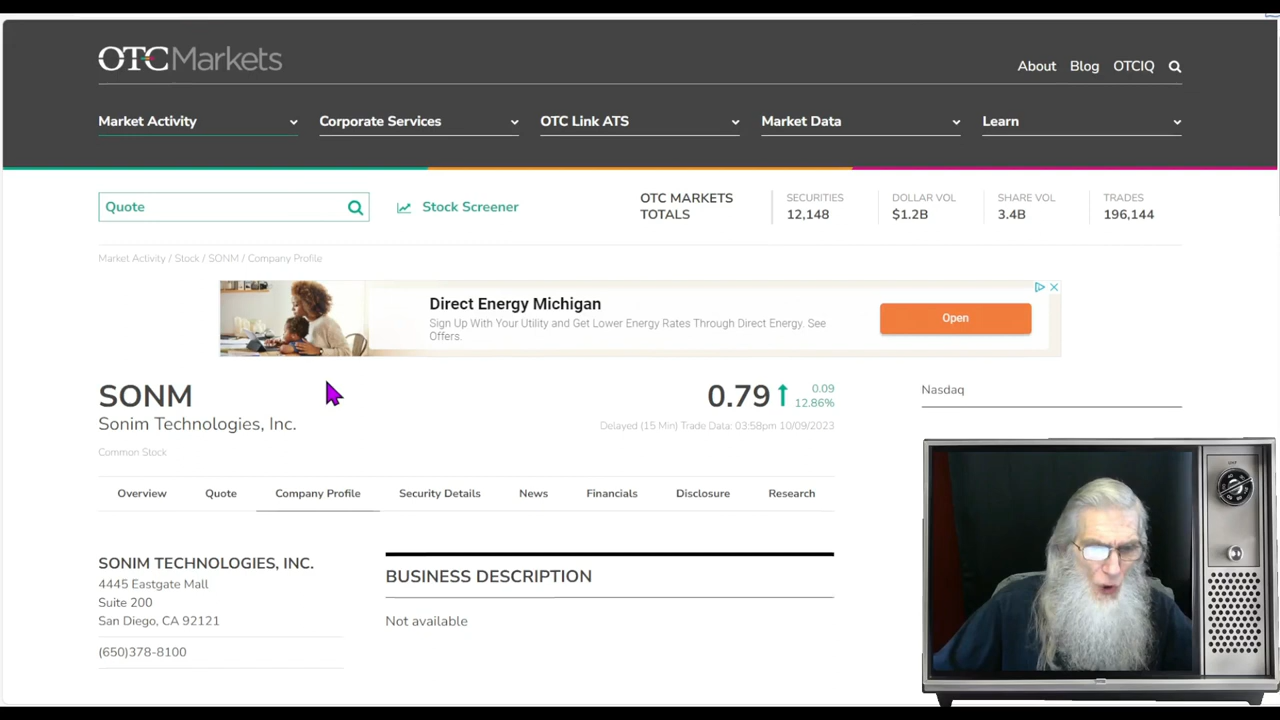 OTCMarkets
About Blog OTCIQ
Market Activity Corporate Services OTC Link ATS Market Data Learn
Quote
Stock Screener
OTC MARKETS
TOTALS
SECURITIES
12,148
DOLLAR VOL
$1.2B
SHARE VOL
3.4B
TRADES
196,144
Market Activity / Stock / SONM / Company Profile
Direct Energy Michigan
Sign Up With Your Utility and Get Lower Energy Rates Through Direct Energy. See
Offers.
Open
SONM
Sonim Technologies, Inc.
Common Stock
0.79
0.09
12.86%
Delayed (15 Min) Trade Data: 03:58pm 10/09/2023
Nasdaq
Overview Quote Company Profile Security Details News Financials Disclosure Research
SONIM TECHNOLOGIES, INC.
4445 Eastgate Mall
Suite 200
San Diego, CA 92121
(650)378-8100
BUSINESS DESCRIPTION
Not available